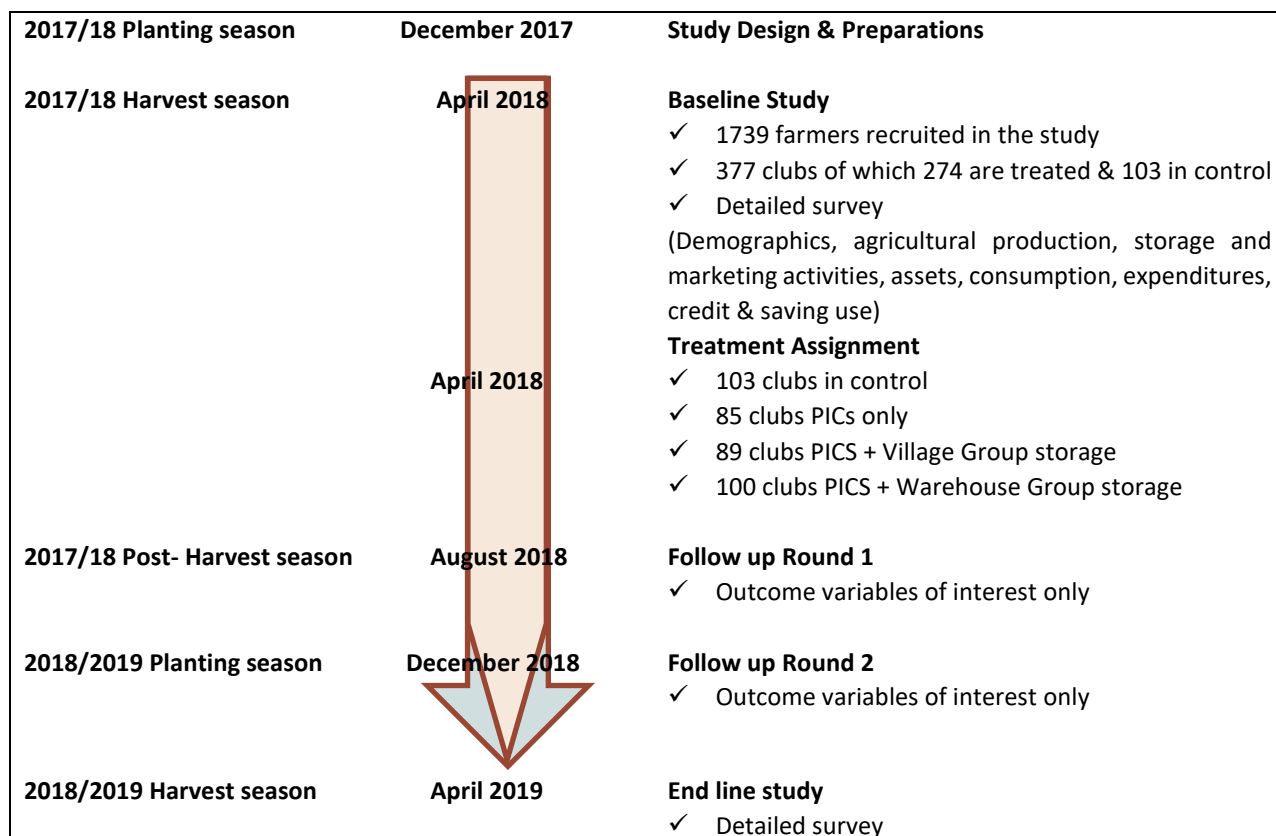 2017/18 Planting season December 2017 Study Design & Preparations
2017/18 Harvest season April 2018 Baseline Study
✓ 1739 farmers recruited in the study
✓ 377 clubs of which 274 are treated & 103 in control
✓ Detailed survey
(Demographics, agricultural production, storage and
marketing activities, assets, consumption, expenditures,
credit & saving use)
Treatment Assignment
April 2018 ✓ 103 clubs in control
✓ 85 clubs PICs only
✓ 89 clubs PICS + Village Group storage
✓ 100 clubs PICS + Warehouse Group storage
2017/18 Post- Harvest season August 2018 Follow up Round 1
✓ Outcome variables of interest only
2018/2019 Planting season December 2018 Follow up Round 2
✓ Outcome variables of interest only
2018/2019 Harvest season April 2019 End line study
✓ Detailed survey